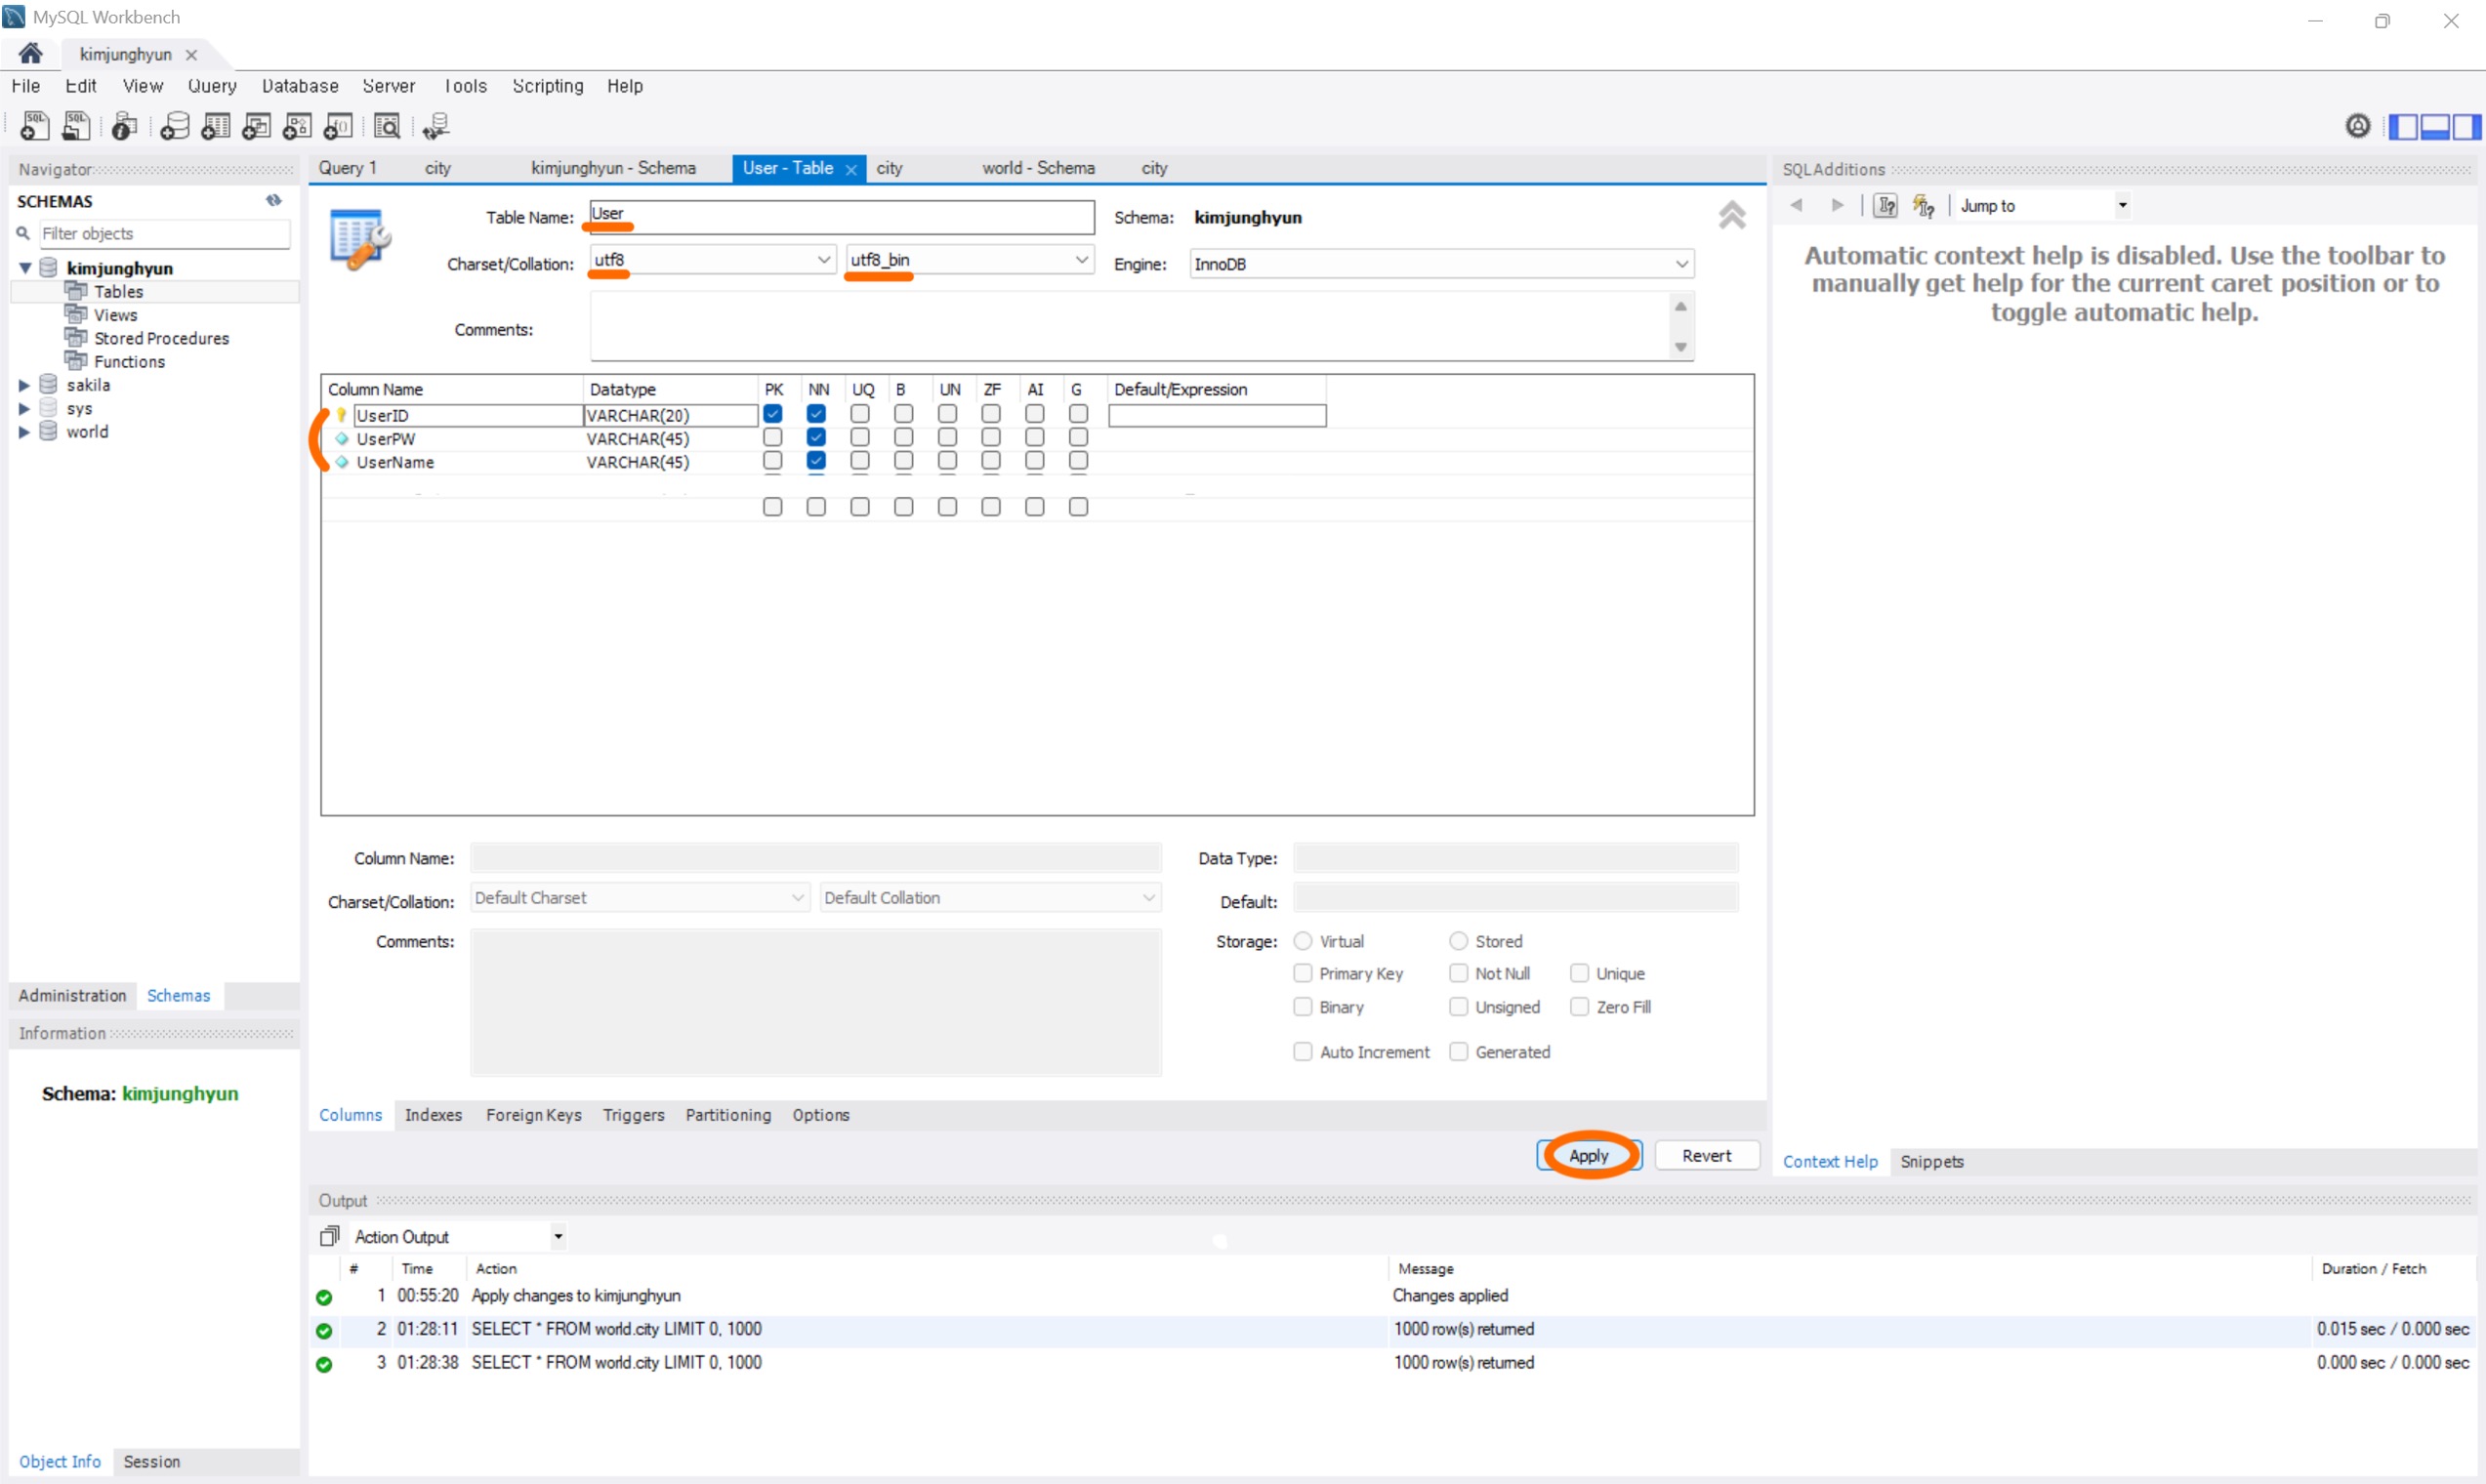 MySQL Workbench
kimjunghyun
File Edit View Query Database Server Tools Scripting Help
Navigator
SCHEMAS
Filter objects
kimjunghyun
Tables
Views
Stored Procedures
Functions
sakila
sys
world
Administration Schemas
Information
Schema: kimjunghyun
Object Info Session
Query 1 city kimjunghyun - Schema User - Table city world - Schema city
Table Name: User Schema: kimjunghyun
Charset/Collation: utf8 utf8_bin Engine: InnoDB
Comments:
Column Name Datatype PK NN UQ B UN ZF AI G Default/Expression
UserID VARCHAR(20)
UserPW VARCHAR(45)
UserName VARCHAR(45)
Column Name: Data Type:
Charset/Collation: Default Charset Default Collation Default:
Comments: Storage: Virtual Stored
Primary Key Not Null Unique
Binary Unsigned Zero Fill
Auto Increment Generated
Columns Indexes Foreign Keys Triggers Partitioning Options
Apply Revert
SQLAdditions
Jump to
Automatic context help is disabled. Use the toolbar to
manually get help for the current caret position or to
toggle automatic help.
Context Help Snippets
Output
Action Output
# Time Action Message Duration / Fetch
1 00:55:20 Apply changes to kimjunghyun Changes applied
2 01:28:11 SELECT * FROM world.city LIMIT 0, 1000 1000 row(s) returned 0.015 sec / 0.000 sec
3 01:28:38 SELECT * FROM world.city LIMIT 0, 1000 1000 row(s) returned 0.000 sec / 0.000 sec